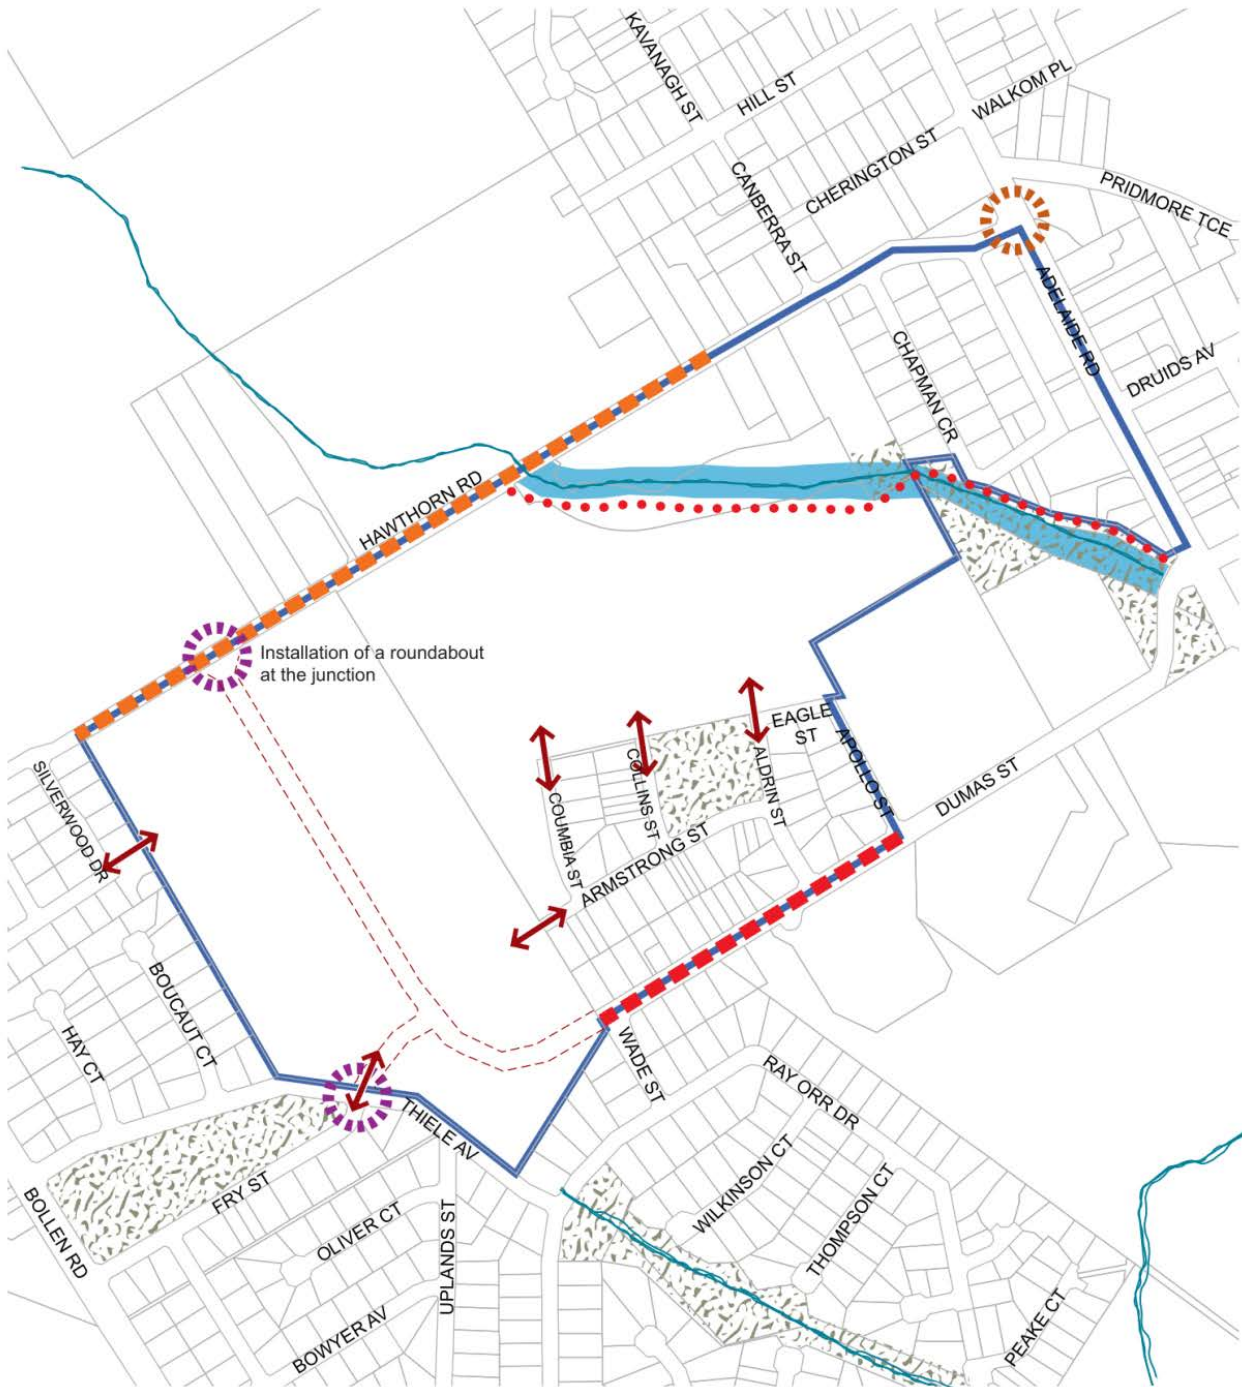 KAVANAGH ST
HILL ST
WALKOM PL
CHERINGTON ST
CANBERRA ST
PRIDMORE TCE
ADELAIDE RD
DRUIDS AV
CHAPMAN CR
HAWTHORN RD
Installation of a roundabout
at the junction
EAGLE
ST
COLLINS ST
ALDRIN ST
APOLLO ST
DUMAS ST
SILVERWOOD DR
COLUMBIA ST
ARMSTRONG ST
BOUCAUT CT
HAY CT
WADE ST
RAY ORR DR
THIELE AV
WILKINSON CT
THOMPSON CT
FRY ST
BOLLEN RD
OLIVER CT
UPLANDS ST
BOWYER AV
PEAKE CT